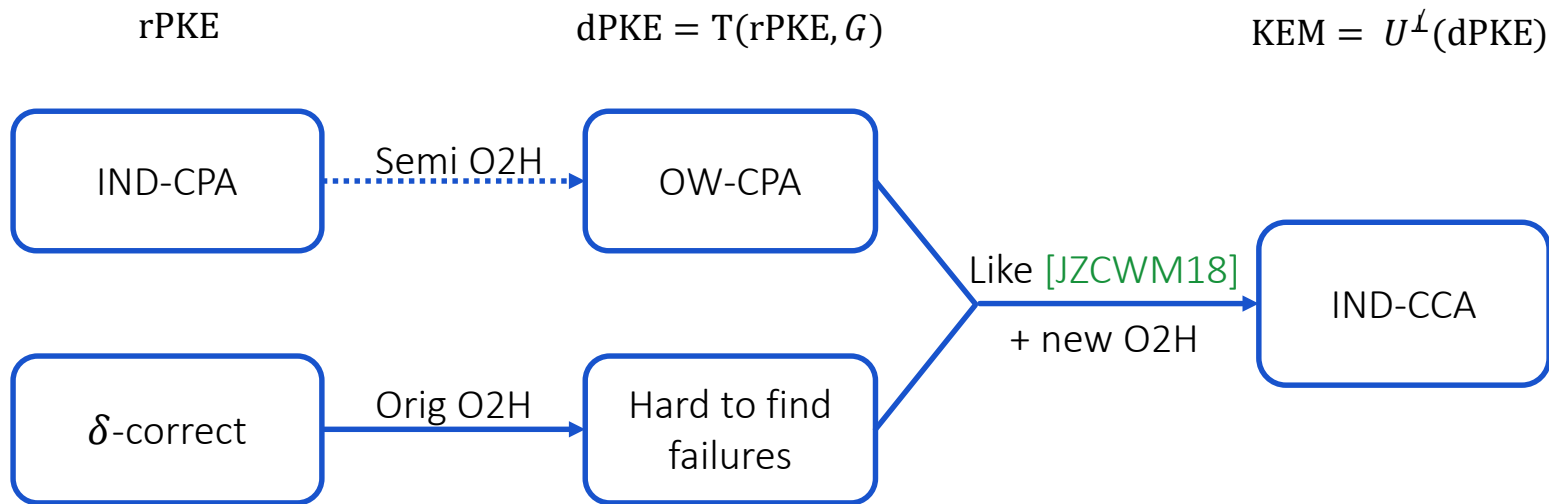 rPKE
dPKE = T(rPKE, G)
KEM = U^⊥̸(dPKE)
IND-CPA
Semi O2H
OW-CPA
Like [JZCWM18]
+ new O2H
IND-CCA
δ-correct
Orig O2H
Hard to find
failures